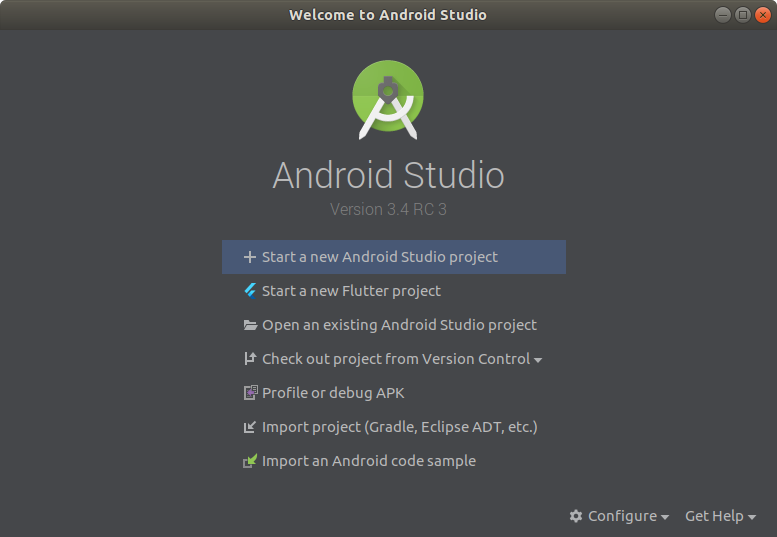 Welcome to Android Studio
Android Studio
Version 3.4 RC 3
Start a new Android Studio project
Start a new Flutter project
Open an existing Android Studio project
Check out project from Version Control
Profile or debug APK
Import project (Gradle, Eclipse ADT, etc.)
Import an Android code sample
Configure Get Help